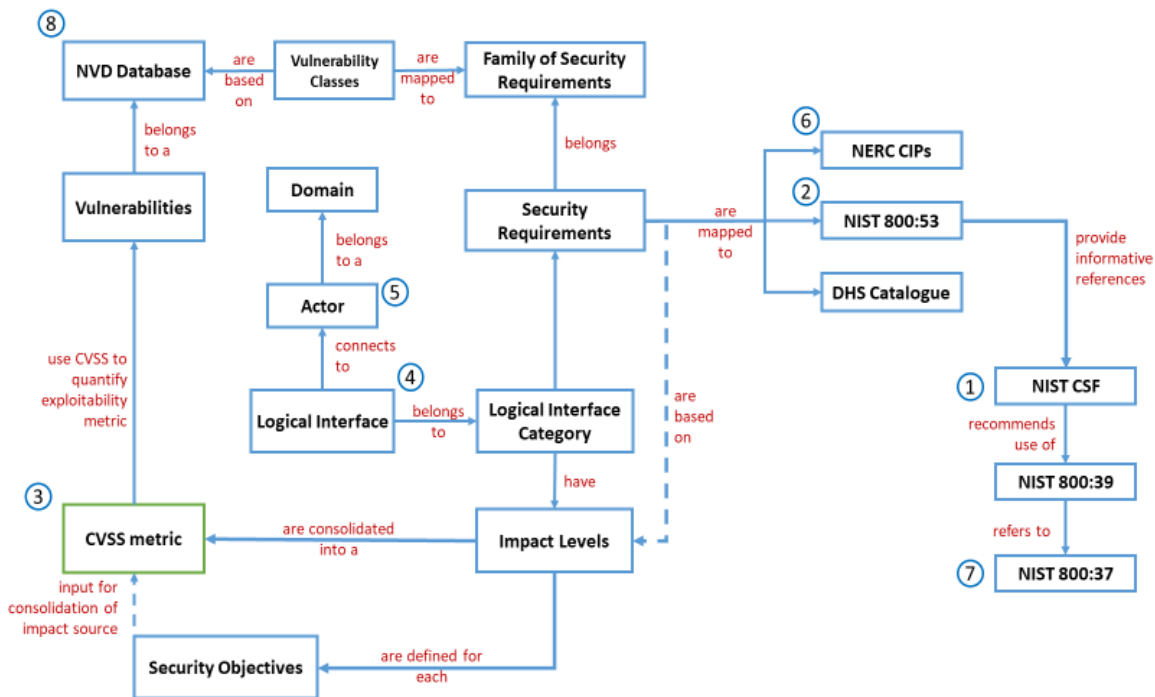 8
NVD Database
are
based
on
Vulnerability
Classes
are
mapped
to
Family of Security
Requirements
belongs
to a
belongs
6
NERC CIPs
Vulnerabilities
Domain
Security
Requirements
are
mapped
to
2
NIST 800:53
provide
informative
references
belongs
to a
DHS Catalogue
Actor
5
connects
to
use CVSS to
quantify
exploitability
metric
4
Logical Interface
belongs
to
Logical Interface
Category
are
based
on
1
NIST CSF
recommends
use of
have
NIST 800:39
3
CVSS metric
are consolidated
into a
Impact Levels
refers to
7
NIST 800:37
input for
consolidation of
impact source
Security Objectives
are defined for
each